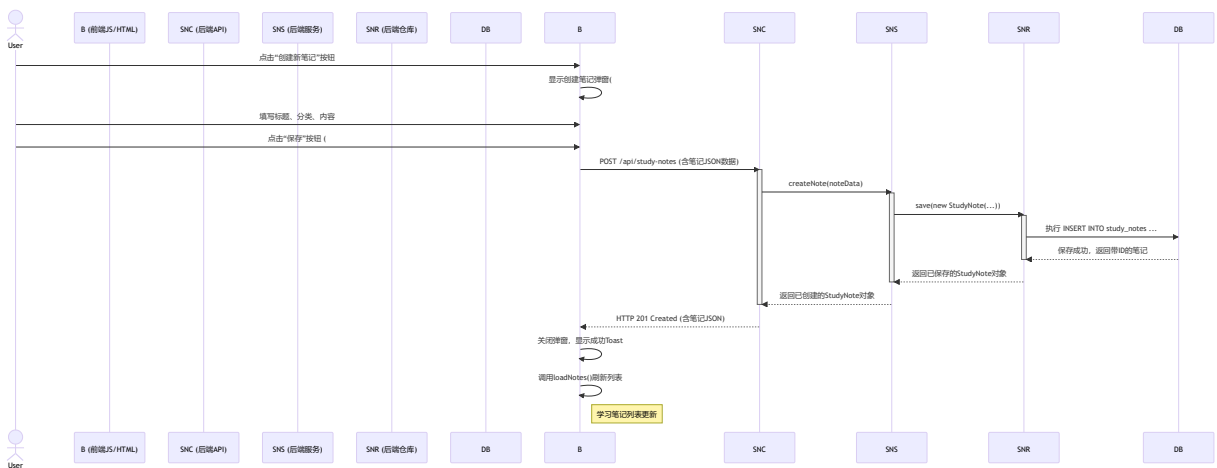 User
B (前端JS/HTML)
SNC (后端API)
SNS (后端服务)
SNR (后端仓库)
DB
B
SNC
SNS
SNR
DB
点击“创建新笔记”按钮
显示创建笔记弹窗(
填写标题、分类、内容
点击“保存”按钮 (
POST /api/study-notes (含笔记JSON数据)
createNote(noteData)
save(new StudyNote(...))
执行 INSERT INTO study_notes ...
保存成功，返回带ID的笔记
返回已保存的StudyNote对象
返回已创建的StudyNote对象
HTTP 201 Created (含笔记JSON)
关闭弹窗，显示成功Toast
调用loadNotes()刷新列表
学习笔记列表更新
User
B (前端JS/HTML)
SNC (后端API)
SNS (后端服务)
SNR (后端仓库)
DB
B
SNC
SNS
SNR
DB